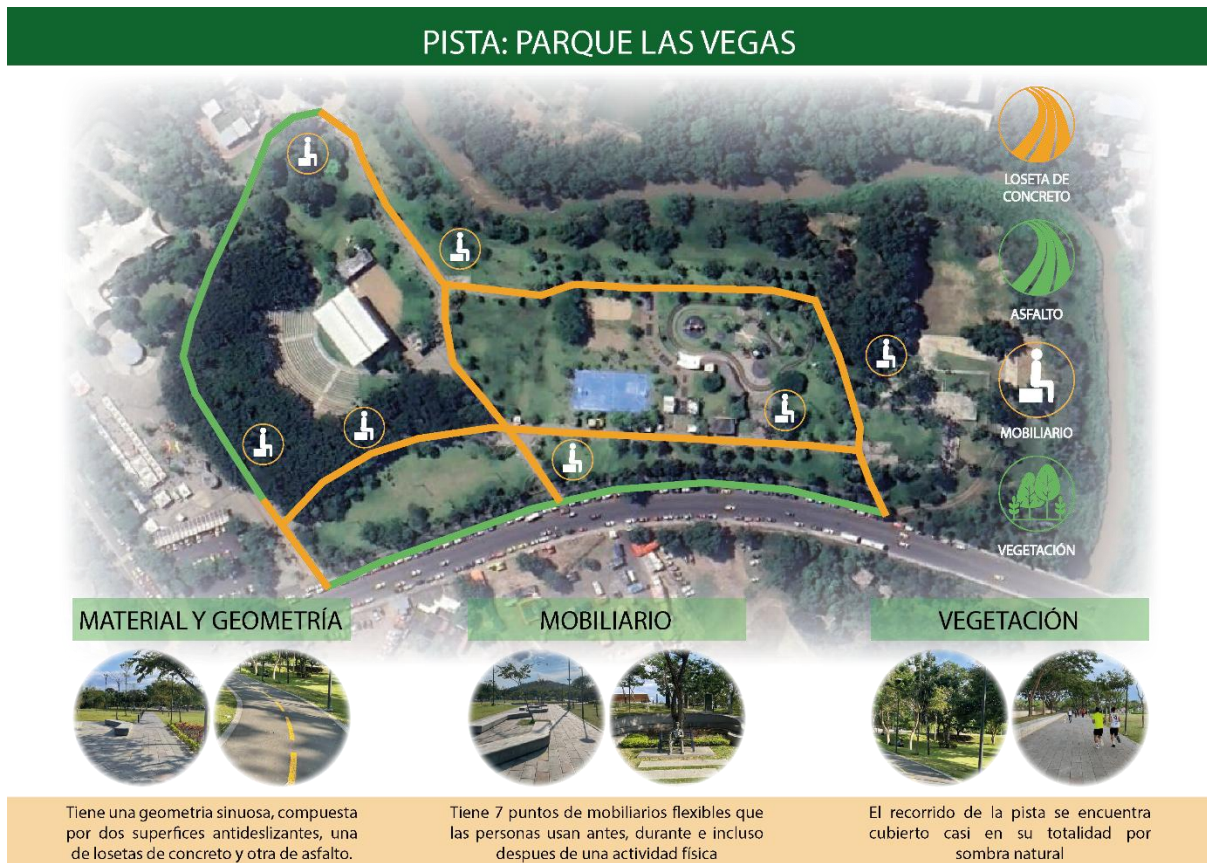 PISTA: PARQUE LAS VEGAS
LOSETA DE
CONCRETO
ASFALTO
MOBILIARIO
VEGETACIÓN
MATERIAL Y GEOMETRÍA
Tiene una geometria sinuosa, compuesta
por dos superfices antideslizantes, una
de losetas de concreto y otra de asfalto.
MOBILIARIO
Tiene 7 puntos de mobiliarios flexibles que
las personas usan antes, durante e incluso
despues de una actividad física
VEGETACIÓN
El recorrido de la pista se encuentra
cubierto casi en su totalidad por
sombra natural